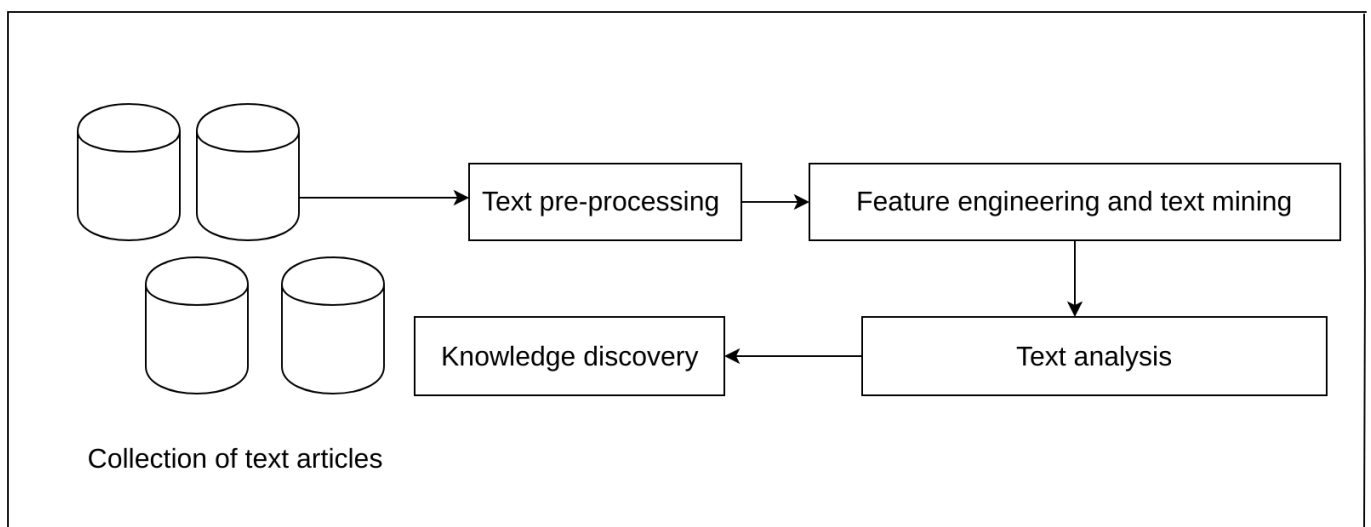 Text pre-processing
Feature engineering and text mining
Knowledge discovery
Text analysis
Collection of text articles